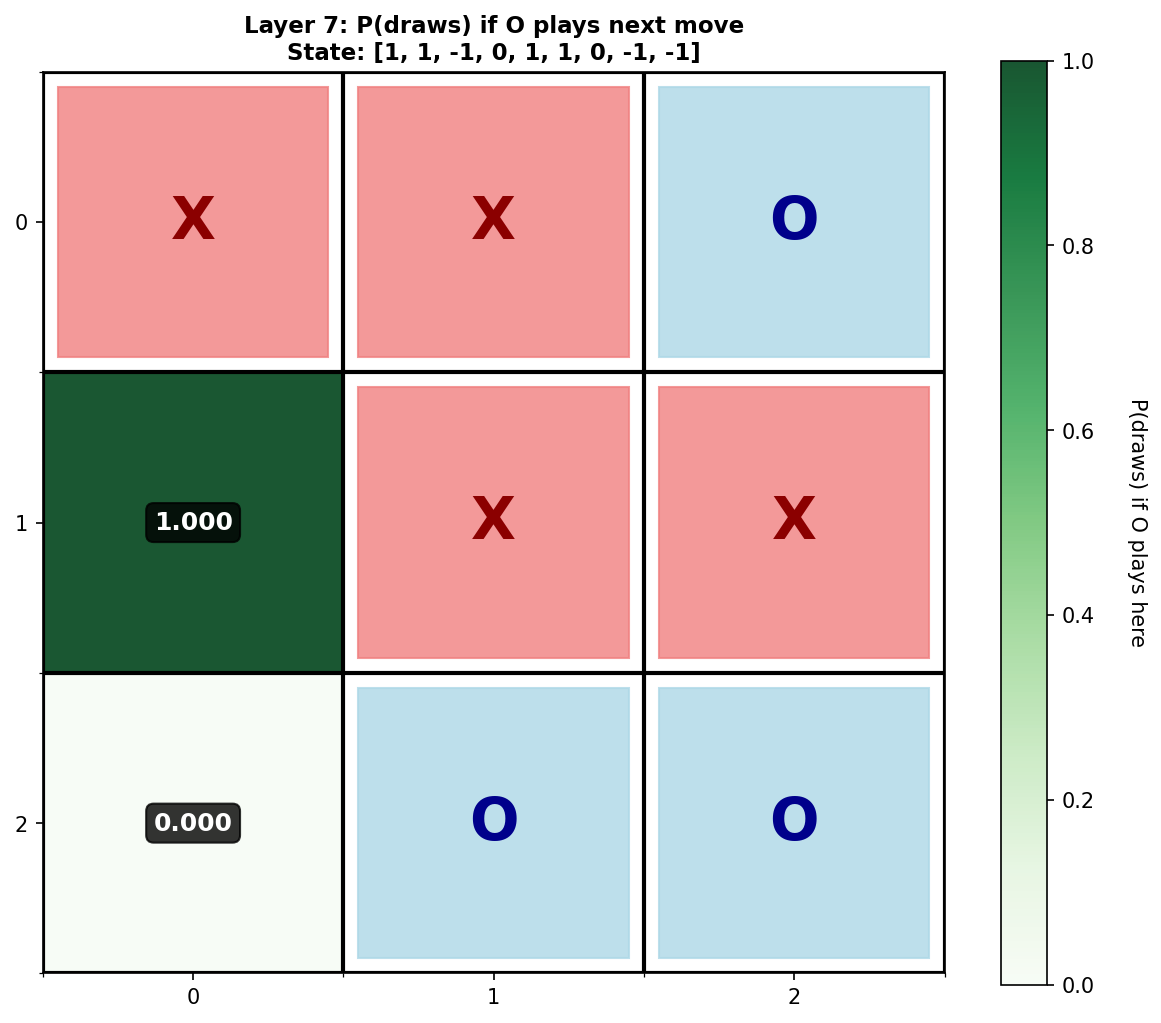 Layer 7: P(draws) if O plays next move
State: [1, 1, -1, 0, 1, 1, 0, -1, -1]
X X O
1.000 X X
0.000 O O
0
1
2
0 1 2
1.0
0.8
0.6
0.4
0.2
0.0
P(draws) if O plays here